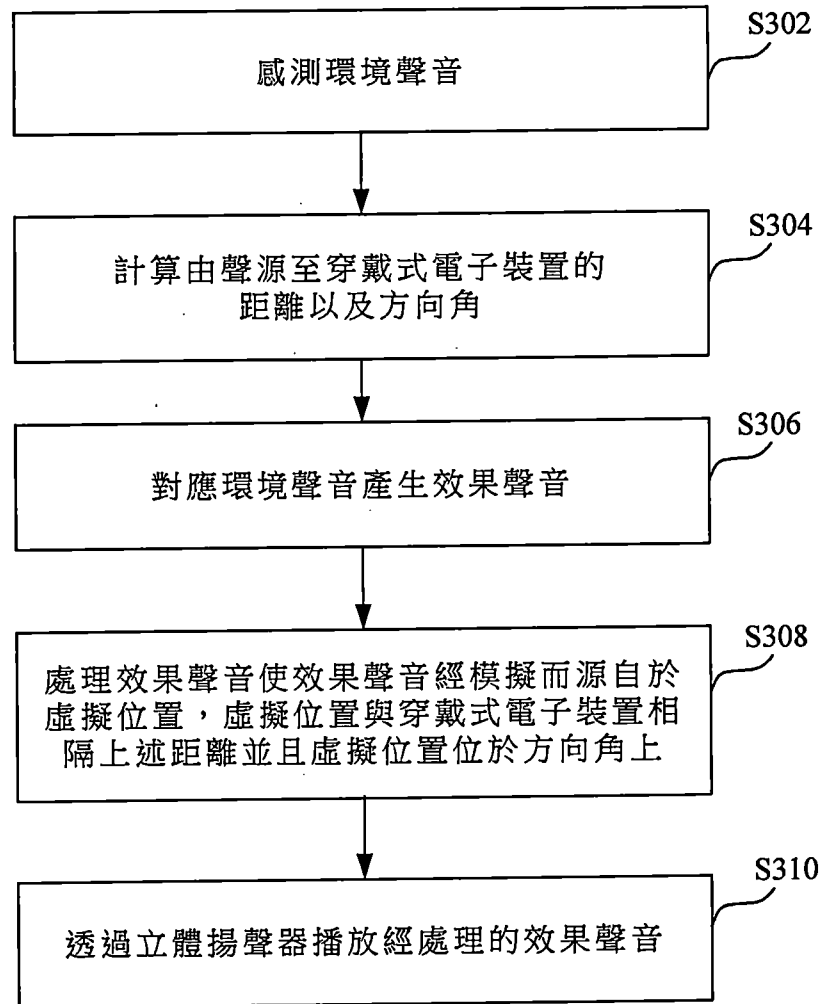 S302
感測環境聲音
S304
計算由聲源至穿戴式電子裝置的
距離以及方向角
S306
對應環境聲音產生效果聲音
S308
處理效果聲音使效果聲音經模擬而源自於
虛擬位置，虛擬位置與穿戴式電子裝置相
隔上述距離並且虛擬位置位於方向角上
S310
透過立體揚聲器播放經處理的效果聲音